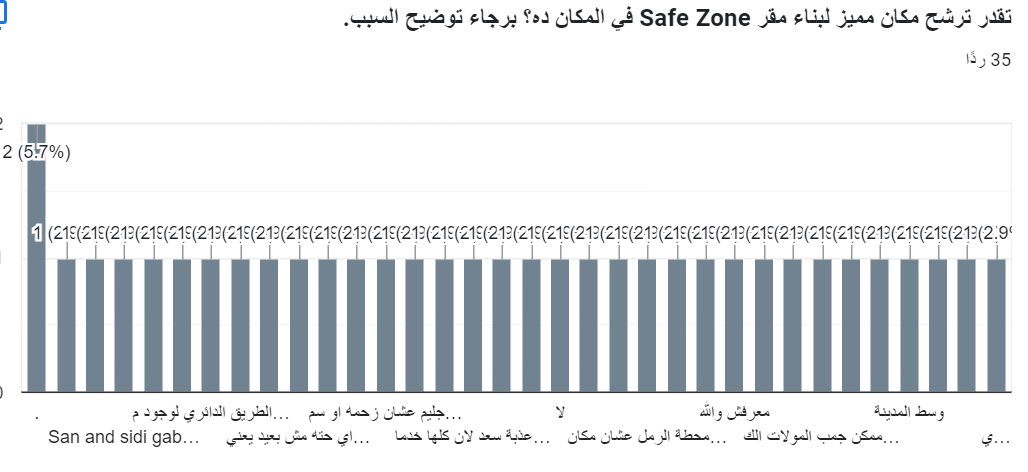 تقدر ترشح مكان مميز لبناء مقر Safe Zone في المكان ده؟ برجاء توضيح السبب.
35 ردًا
2
2 (5.7%)
1
0
.
San and sidi gab…
الطريق الدائري لوجود م…
اي حته مش بعيد يعني…
جليم عشان زحمه او سم…
عذبة سعد لان كلها خدما…
لا
محطة الرمل عشان مكان…
معرفش والله
ممكن جمب المولات الك…
وسط المدينة
ي…